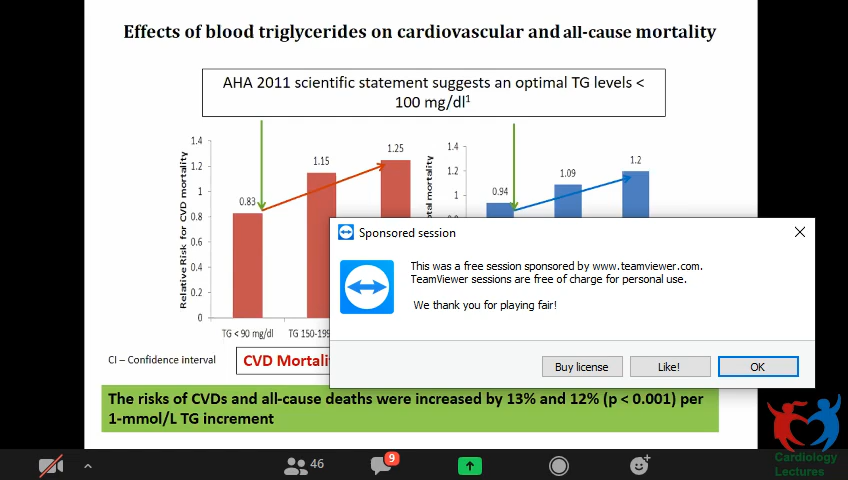 Effects of blood triglycerides on cardiovascular and all-cause mortality
AHA 2011 scientific statement suggests an optimal TG levels <
100 mg/dl1
Relative Risk for CVD mortality
1.4
1.2
1
0.8
0.6
0.4
0.2
0
0.83
1.15
1.25
TG < 90 mg/dl
TG 150-199
mortality
1.4
1.2
1
0.94
1.09
1.2
Sponsored session
This was a free session sponsored by www.teamviewer.com.
TeamViewer sessions are free of charge for personal use.
We thank you for playing fair!
Buy license
Like!
OK
CI – Confidence interval
CVD
The risks of CVDs and all-cause deaths were increased by 13% and 12% (p < 0.001) per
1-mmol/L TG increment
46
9
Cardiology
Lectures